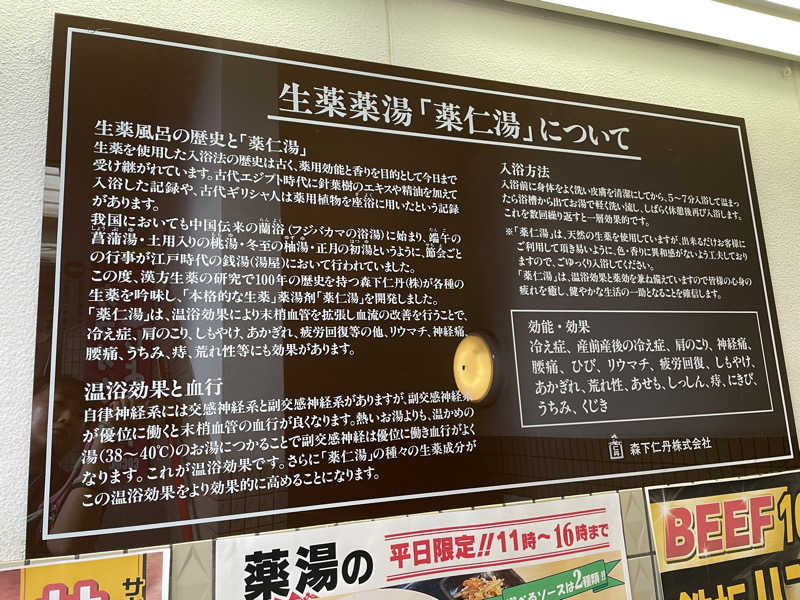 生薬薬湯「薬仁湯」について
生薬風呂の歴史と「薬仁湯」
生薬を使用した入浴法の歴史は古く、薬用効能と香りを目的として今日まで
受け継がれています。古代エジプト時代に針葉樹のエキスや精油を加えて
入浴した記録や、古代ギリシャ人は薬用植物を座浴に用いたという記録
があります。
我国においても中国伝来の蘭浴(フジバカマの浴湯)に始まり、端午の
菖蒲湯・土用入りの桃湯・冬至の柚湯・正月の初湯というように、節会ごと
の行事が江戸時代の銭湯(湯屋)において行われていました。
この度、漢方生薬の研究で100年の歴史を持つ森下仁丹(株)が各種の
生薬を吟味し、「本格的な生薬」薬湯剤「薬仁湯」を開発しました。
「薬仁湯」は、温浴効果により末梢血管を拡張し血流の改善を行うことで、
冷え症、肩のこり、しもやけ、あかぎれ、疲労回復等の他、リウマチ、神経痛、
腰痛、うちみ、痔、荒れ性等にも効果があります。
温浴効果と血行
自律神経系には交感神経系と副交感神経系がありますが、副交感神経系
が優位に働くと末梢血管の血行が良くなります。熱いお湯よりも、温かめの
湯(38〜40℃)のお湯につかることで副交感神経は優位に働き血行がよく
なります。これが温浴効果です。さらに「薬仁湯」の種々の生薬成分が
この温浴効果をより効果的に高めることになります。
入浴方法
入浴前に身体をよく洗い皮膚を清潔にしてから、5〜7分入浴して温まっ
たら浴槽から出てお湯で軽く洗い流し、しばらく休憩後再び入浴します。
これを数回繰り返すと一層効果的です。
※「薬仁湯」は、天然の生薬を使用していますが、出来るだけお客様に
ご利用して頂き易いように、色・香りに異和感がないよう工夫しており
ますので、ごゆっくり入浴してください。
「薬仁湯」は、温浴効果と薬効を兼ね備えていますので皆様の心身の
疲れを癒し、健やかな生活の一助となることを確信します。
効能・効果
冷え症、産前産後の冷え症、肩のこり、神経痛、
腰痛、ひび、リウマチ、疲労回復、しもやけ、
あかぎれ、荒れ性、あせも、しっしん、痔、にきび、
うちみ、くじき
森下仁丹株式会社
薬湯の
平日限定!!11時〜16時まで
べるソースは2種類!!
BEEF